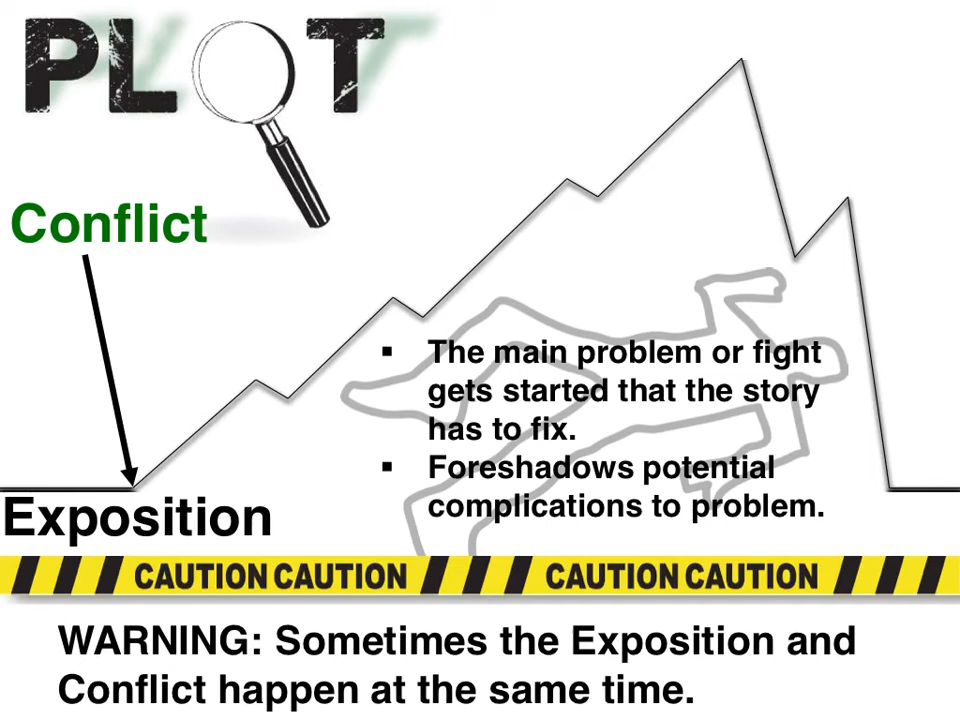 PLOT
Conflict
▪ The main problem or fight
gets started that the story
has to fix.
▪ Foreshadows potential
complications to problem.
Exposition
CAUTION CAUTION CAUTION CAUTION
WARNING: Sometimes the Exposition and
Conflict happen at the same time.